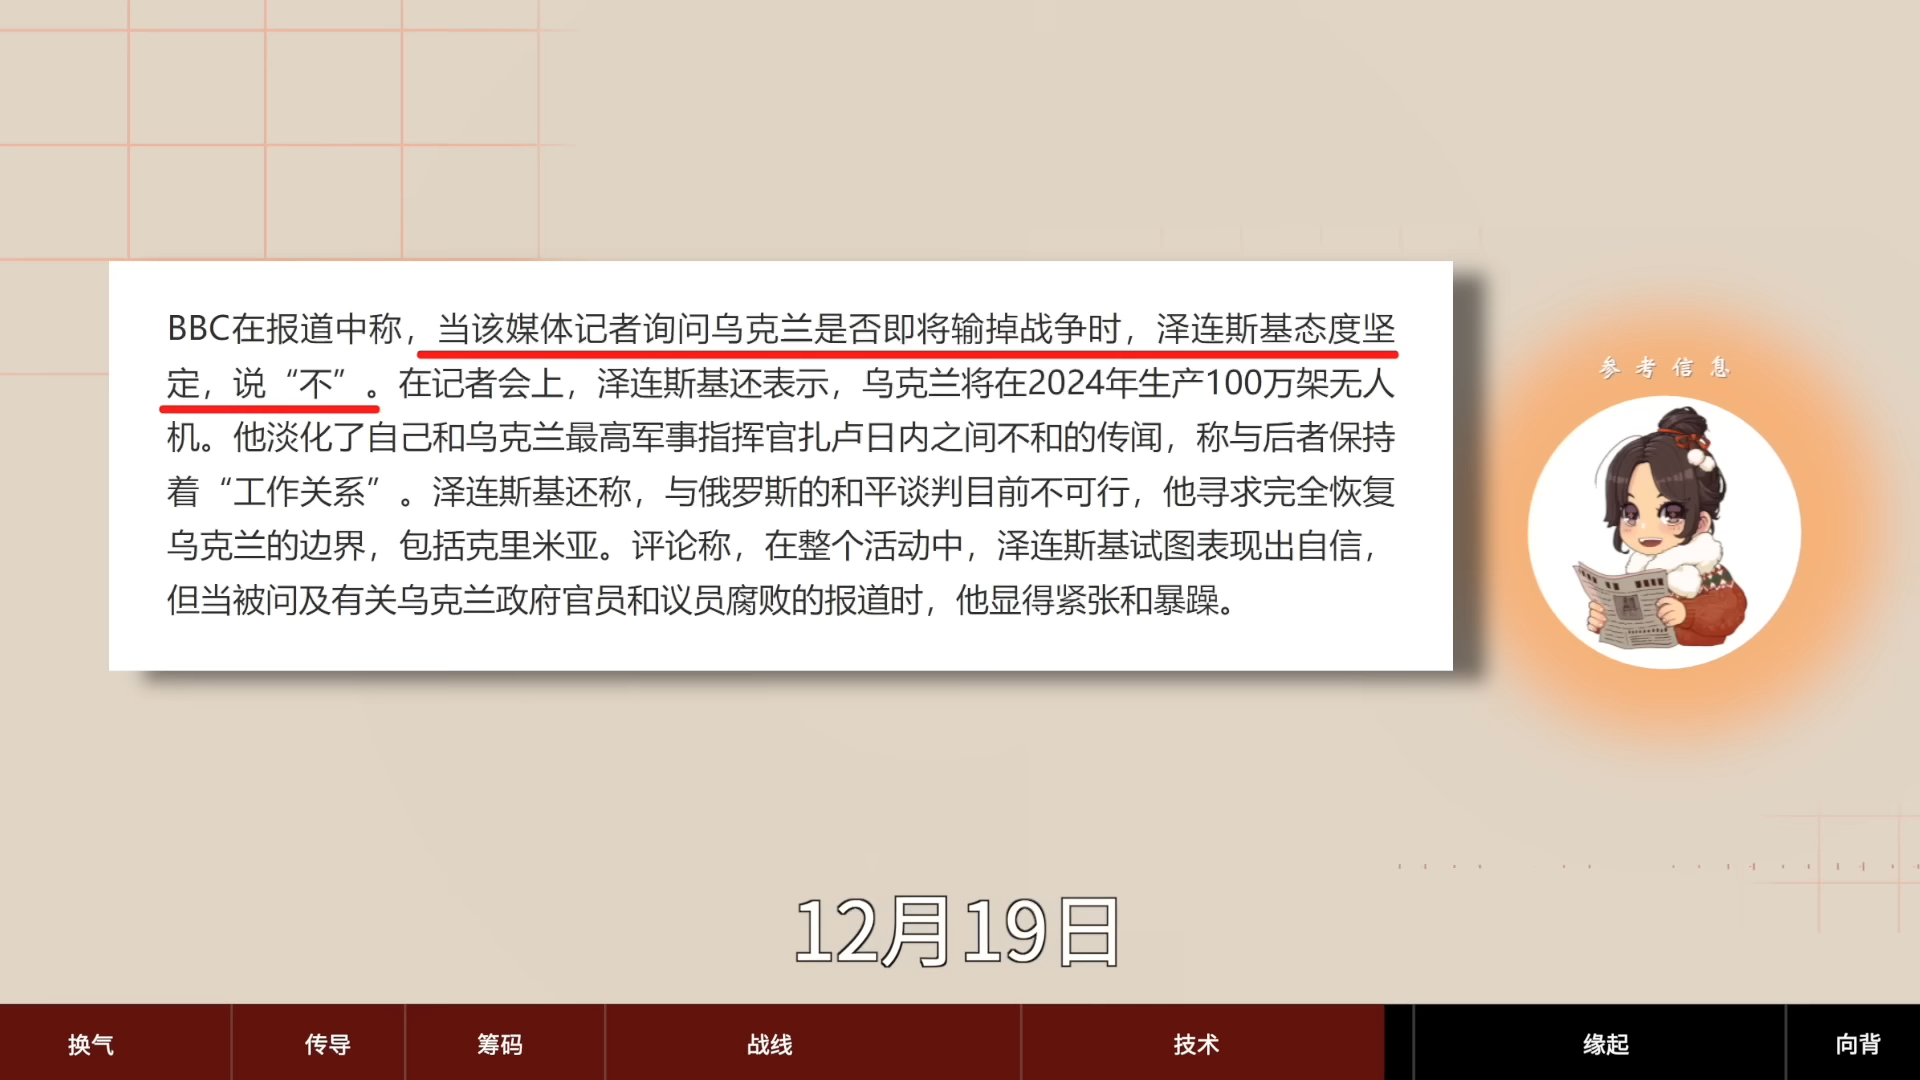 BBC在报道中称，当该媒体记者询问乌克兰是否即将输掉战争时，泽连斯基态度坚
定，说“不”。在记者会上，泽连斯基还表示，乌克兰将在2024年生产100万架无人
机。他淡化了自己和乌克兰最高军事指挥官扎卢日内之间不和的传闻，称与后者保持
着“工作关系”。泽连斯基还称，与俄罗斯的和平谈判目前不可行，他寻求完全恢复
乌克兰的边界，包括克里米亚。评论称，在整个活动中，泽连斯基试图表现出自信，
但当被问及有关乌克兰政府官员和议员腐败的报道时，他显得紧张和暴躁。
参考信息
12月19日
换气
传导
筹码
战线
技术
缘起
向背